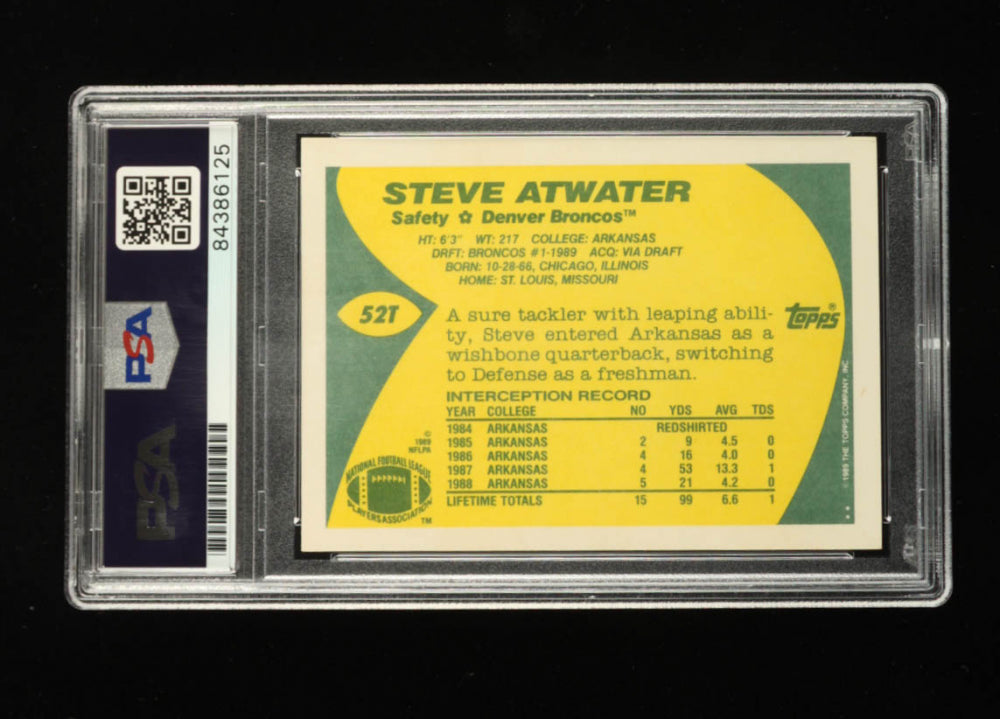 84386125
PSA
PSA
STEVE ATWATER
Safety ✩ Denver Broncos™
HT: 6'3" WT: 217 COLLEGE: ARKANSAS
DRFT: BRONCOS #1-1989 ACQ: VIA DRAFT
BORN: 10-28-66, CHICAGO, ILLINOIS
HOME: ST. LOUIS, MISSOURI
52T
A sure tackler with leaping abili-
ty, Steve entered Arkansas as a
wishbone quarterback, switching
to Defense as a freshman.
topps®
INTERCEPTION RECORD
YEAR COLLEGE NO YDS AVG TDS
1984 ARKANSAS REDSHIRTED
1985 ARKANSAS 2 9 4.5 0
1986 ARKANSAS 4 16 4.0 0
1987 ARKANSAS 4 53 13.3 1
1988 ARKANSAS 5 21 4.2 0
LIFETIME TOTALS 15 99 6.6 1
©
1989
NFLPA
NATIONAL FOOTBALL LEAGUE
PLAYERS ASSOCIATION
TM
©1989 THE TOPPS COMPANY, INC.
**